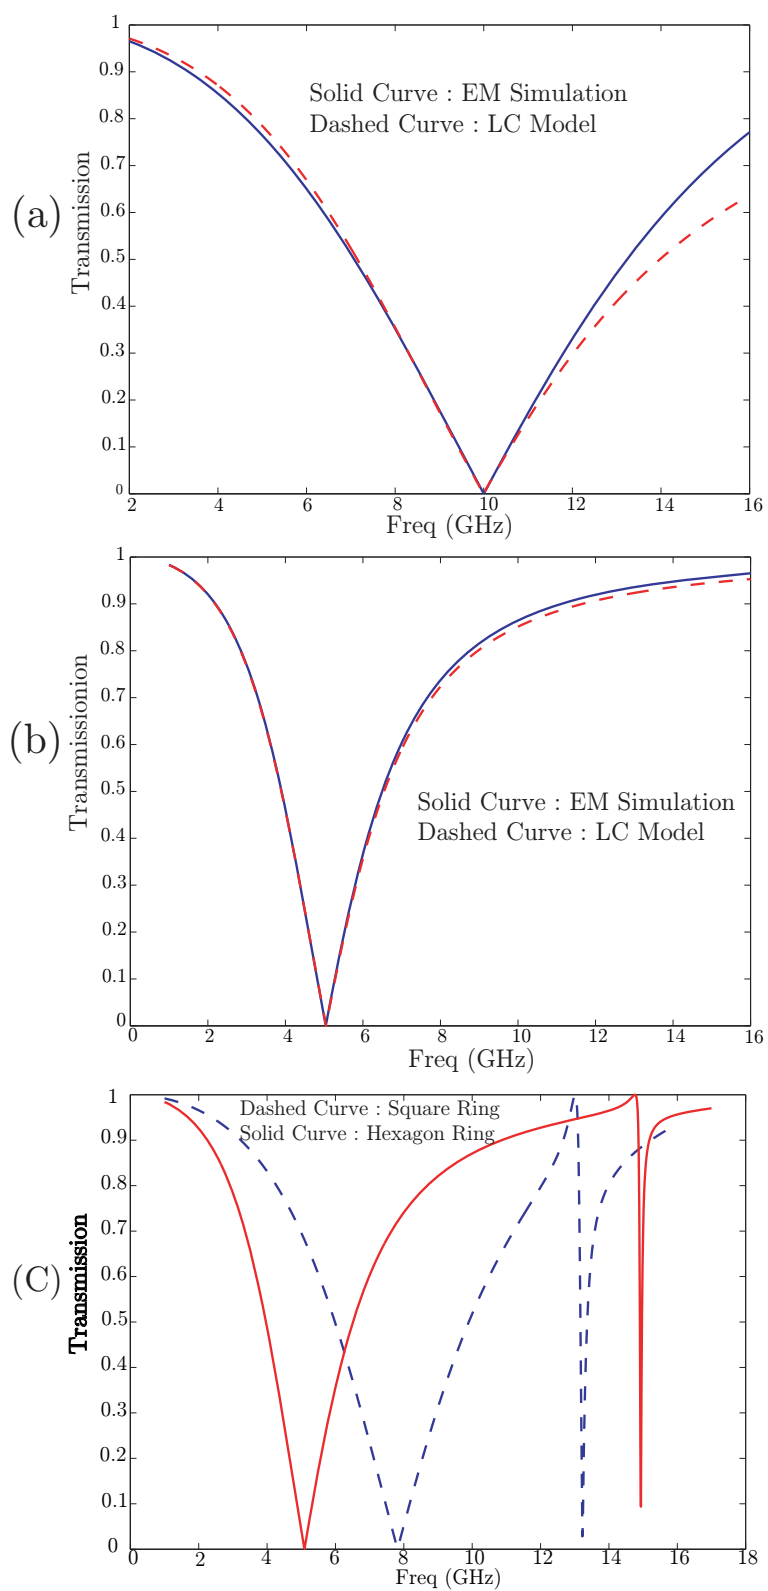 1
0.9
0.8
0.7
0.6
0.5
0.4
0.3
0.2
0.1
0
Solid Curve : EM Simulation
Dashed Curve : LC Model
(a)
Transmission
2 4 6 8 10 12 14 16
Freq (GHz)
1
0.9
0.8
0.7
0.6
0.5
0.4
0.3
0.2
0.1
0
(b)
Transmissionion
Solid Curve : EM Simulation
Dashed Curve : LC Model
0 2 4 6 8 10 12 14 16
Freq (GHz)
1
0.9
0.8
0.7
0.6
0.5
0.4
0.3
0.2
0.1
0
Dashed Curve : Square Ring
Solid Curve : Hexagon Ring
(C)
Transmission
0 2 4 6 8 10 12 14 16 18
Freq (GHz)